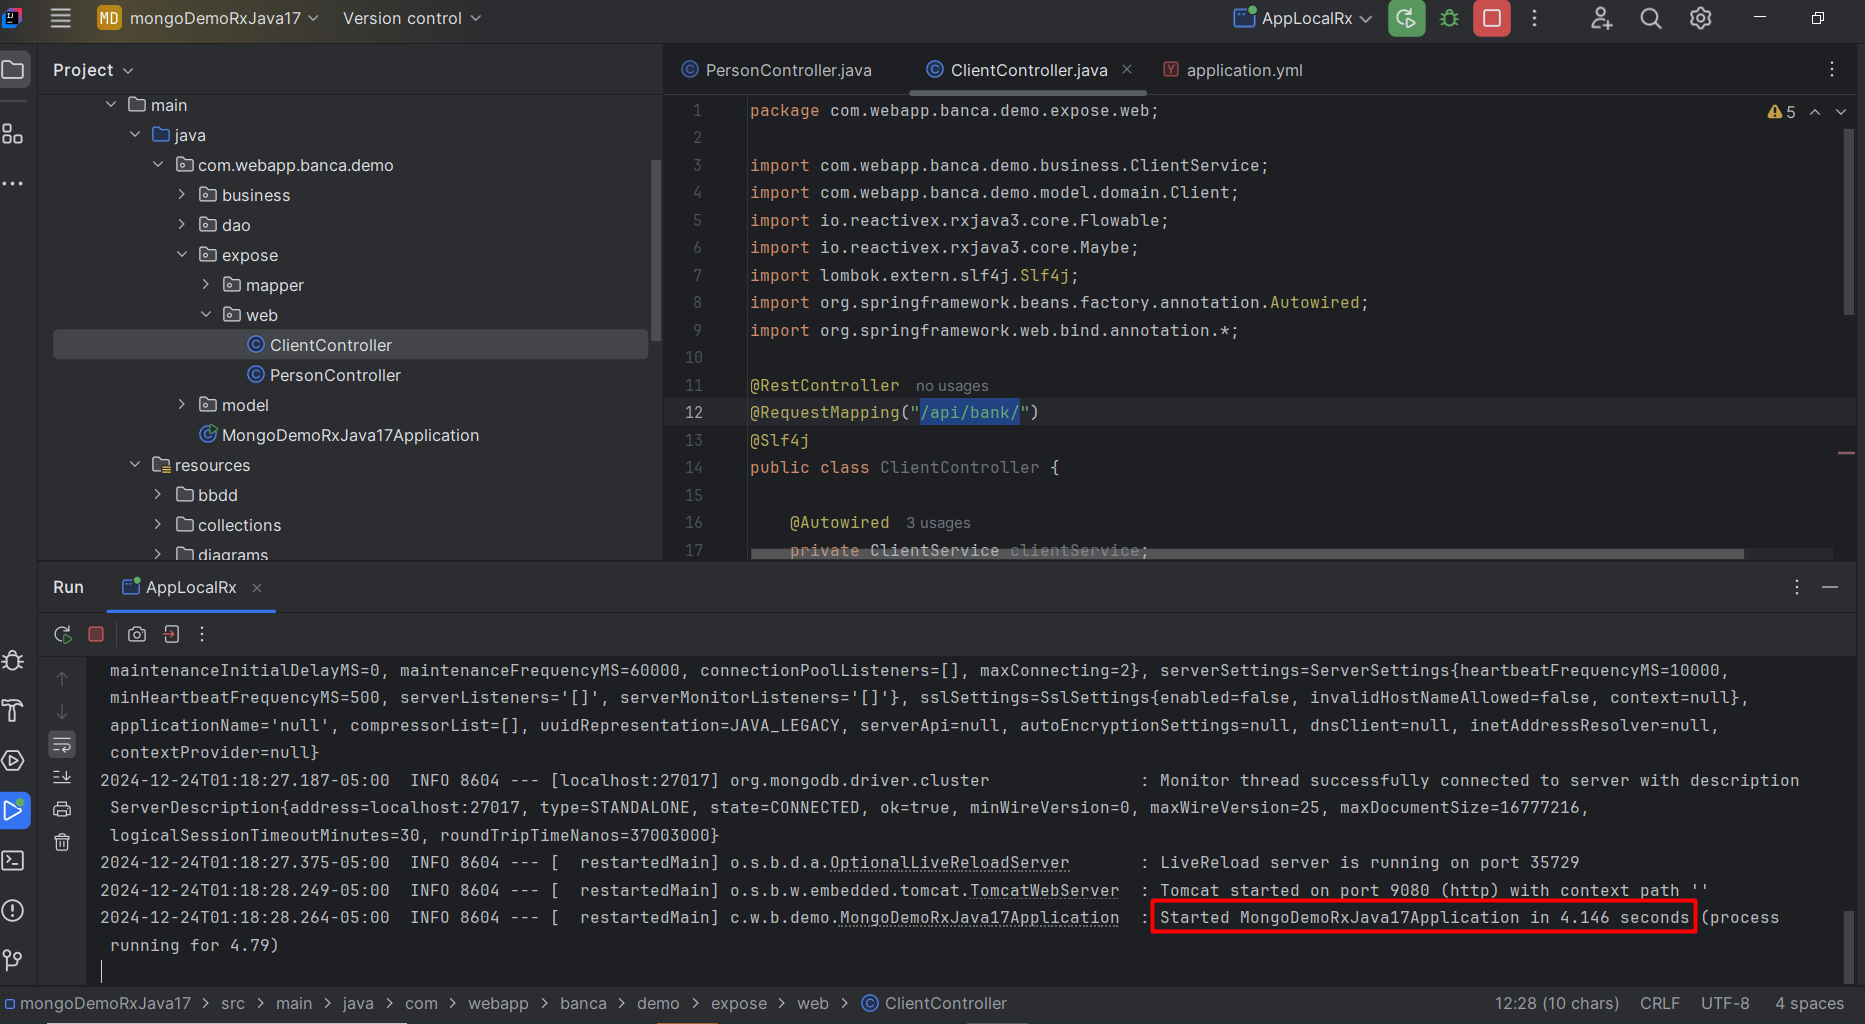 MD mongoDemoRxJava17 Version control AppLocalRx
Project
PersonController.java ClientController.java application.yml
main
java
com.webapp.banca.demo
business
dao
expose
mapper
web
ClientController
PersonController
model
MongoDemoRxJava17Application
resources
bbdd
collections
diagrams
5
1 package com.webapp.banca.demo.expose.web;
2
3 import com.webapp.banca.demo.business.ClientService;
4 import com.webapp.banca.demo.model.domain.Client;
5 import io.reactivex.rxjava3.core.Flowable;
6 import io.reactivex.rxjava3.core.Maybe;
7 import lombok.extern.slf4j.Slf4j;
8 import org.springframework.beans.factory.annotation.Autowired;
9 import org.springframework.web.bind.annotation.*;
10
11 @RestController no usages
12 @RequestMapping("/api/bank/")
13 @Slf4j
14 public class ClientController {
15
16 @Autowired 3 usages
17 private ClientService clientService;
Run AppLocalRx
maintenanceInitialDelayMS=0, maintenanceFrequencyMS=60000, connectionPoolListeners=[], maxConnecting=2}, serverSettings=ServerSettings{heartbeatFrequencyMS=10000,
minHeartbeatFrequencyMS=500, serverListeners='[]', serverMonitorListeners='[]'}, sslSettings=SslSettings{enabled=false, invalidHostNameAllowed=false, context=null},
applicationName='null', compressorList=[], uuidRepresentation=JAVA_LEGACY, serverApi=null, autoEncryptionSettings=null, dnsClient=null, inetAddressResolver=null,
contextProvider=null}
2024-12-24T01:18:27.187-05:00 INFO 8604 --- [localhost:27017] org.mongodb.driver.cluster : Monitor thread successfully connected to server with description
ServerDescription{address=localhost:27017, type=STANDALONE, state=CONNECTED, ok=true, minWireVersion=0, maxWireVersion=25, maxDocumentSize=16777216,
logicalSessionTimeoutMinutes=30, roundTripTimeNanos=37003000}
2024-12-24T01:18:27.375-05:00 INFO 8604 --- [ restartedMain] o.s.b.d.a.OptionalLiveReloadServer : LiveReload server is running on port 35729
2024-12-24T01:18:28.249-05:00 INFO 8604 --- [ restartedMain] o.s.b.w.embedded.tomcat.TomcatWebServer : Tomcat started on port 9080 (http) with context path ''
2024-12-24T01:18:28.264-05:00 INFO 8604 --- [ restartedMain] c.w.b.demo.MongoDemoRxJava17Application : Started MongoDemoRxJava17Application in 4.146 seconds (process
running for 4.79)
mongoDemoRxJava17 > src > main > java > com > webapp > banca > demo > expose > web > ClientController 12:28 (10 chars) CRLF UTF-8 4 spaces